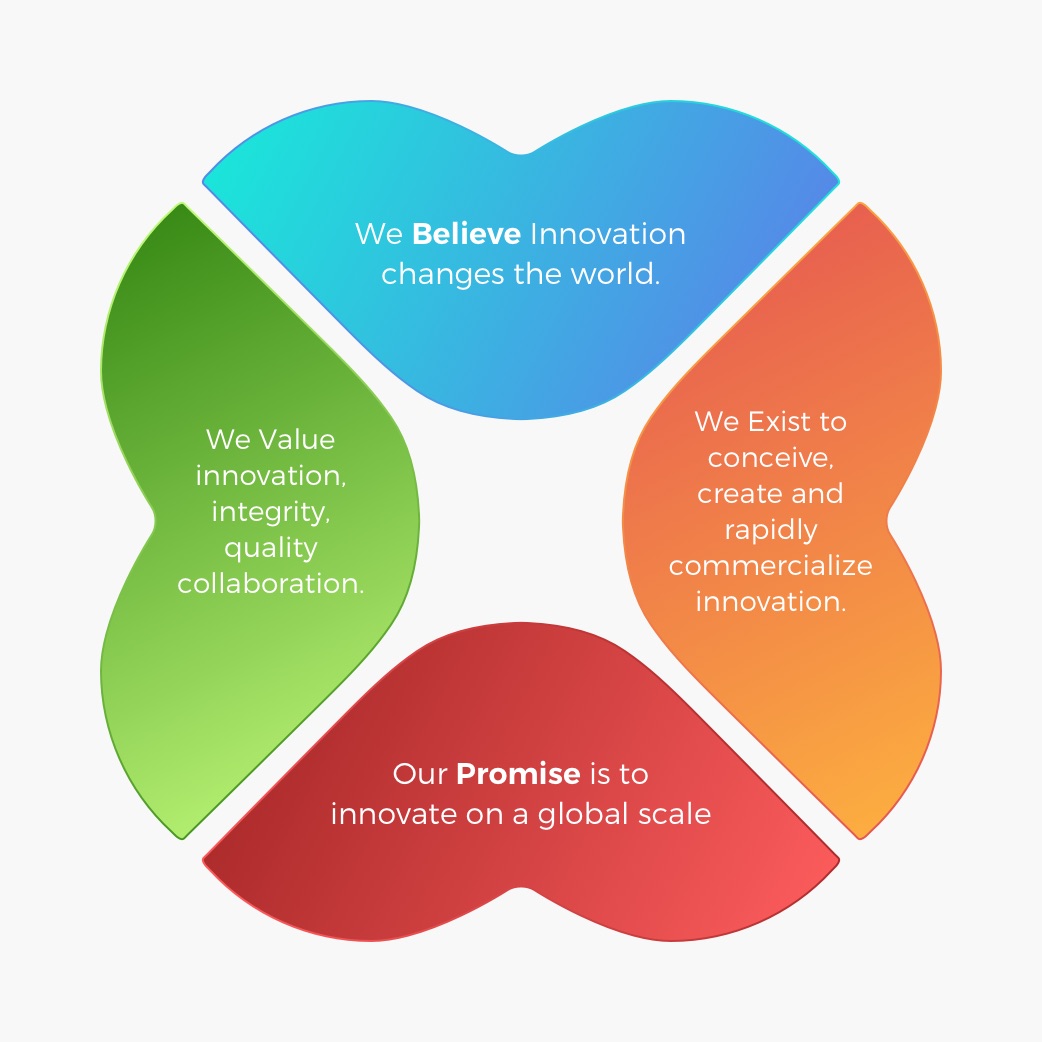 We Believe Innovation
changes the world.
We Value
innovation,
integrity,
quality
collaboration.
We Exist to
conceive,
create and
rapidly
commercialize
innovation.
Our Promise is to
innovate on a global scale